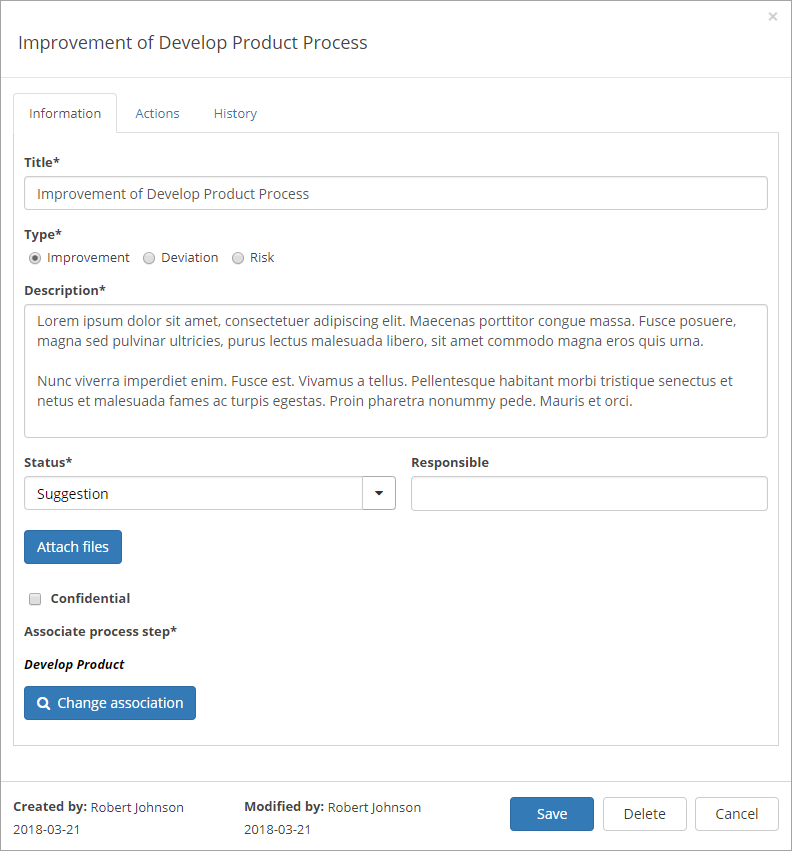 ×
Improvement of Develop Product Process
Information Actions History
Title*
Improvement of Develop Product Process
Type*
Improvement Deviation Risk
Description*
Lorem ipsum dolor sit amet, consectetuer adipiscing elit. Maecenas porttitor congue massa. Fusce posuere,
magna sed pulvinar ultricies, purus lectus malesuada libero, sit amet commodo magna eros quis urna.
Nunc viverra imperdiet enim. Fusce est. Vivamus a tellus. Pellentesque habitant morbi tristique senectus et
netus et malesuada fames ac turpis egestas. Proin pharetra nonummy pede. Mauris et orci.
Status* Responsible
Suggestion
Attach files
Confidential
Associate process step*
Develop Product
Change association
Created by: Robert Johnson Modified by: Robert Johnson
2018-03-21 2018-03-21
Save Delete Cancel